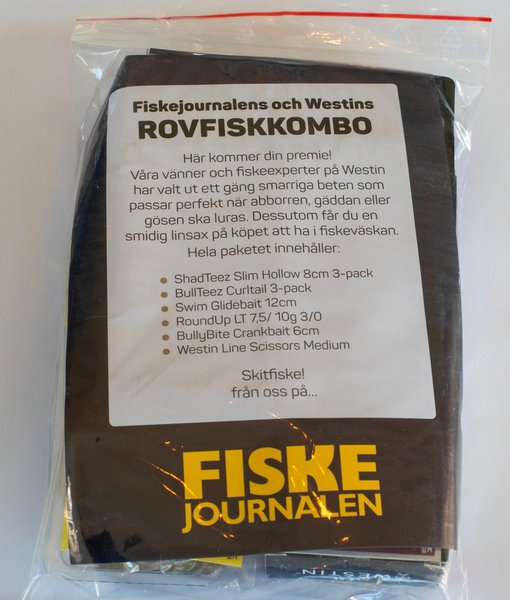 Fiskejournalens och Westins
ROVFISKKOMBO
Här kommer din premie!
Våra vänner och fiskeexperter på Westin
har valt ut ett gäng smarriga beten som
passar perfekt när abborren, gäddan eller
gösen ska luras. Dessutom får du en
smidig linsax på köpet att ha i fiskeväskan.
Hela paketet innehåller:
• ShadTeez Slim Hollow 8cm 3-pack
• BullTeez Curltail 3-pack
• Swim Glidebait 12cm
• RoundUp LT 7,5/ 10g 3/0
• BullyBite Crankbait 6cm
• Westin Line Scissors Medium
Skitfiske!
från oss på...
FISKE
JOURNALEN
WESTIN